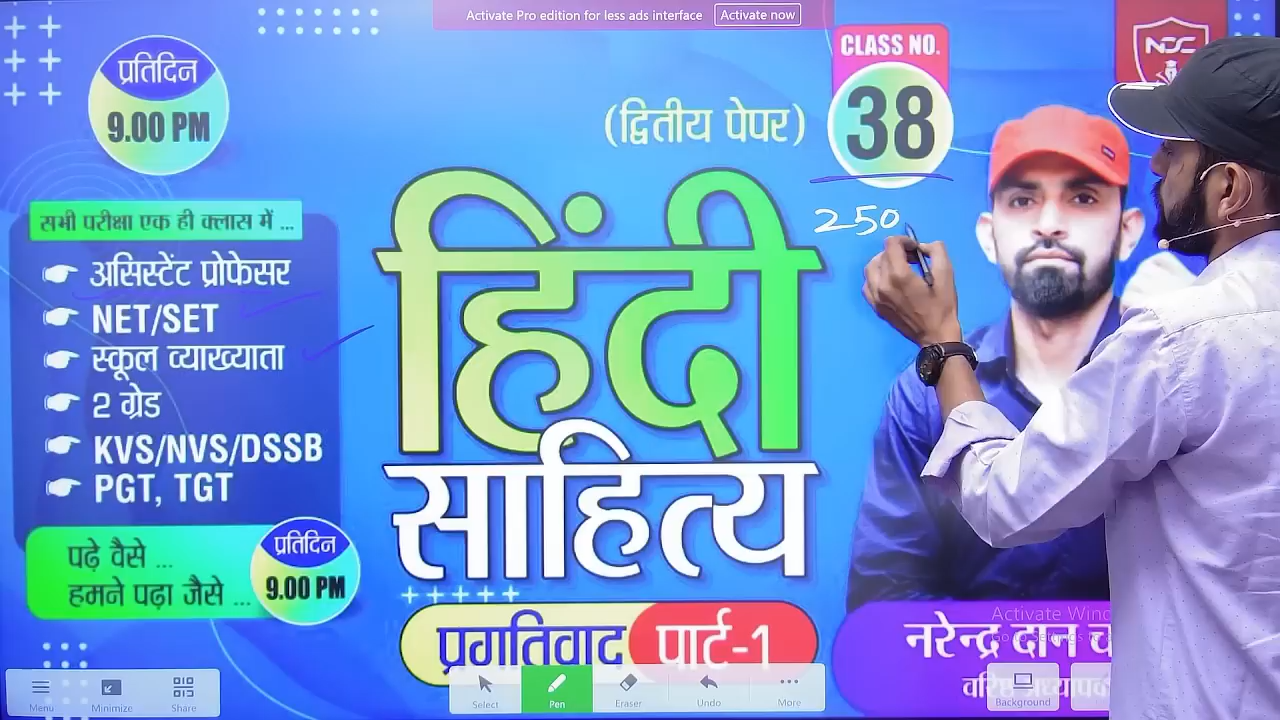 Activate Pro edition for less ads interface Activate now
प्रतिदिन
9.00 PM
CLASS NO.
38
NDC
(द्वितीय पेपर)
250
सभी परीक्षा एक ही क्लास में ...
असिस्टेंट प्रोफेसर
NET/SET
स्कूल व्याख्याता
2 ग्रेड
KVS/NVS/DSSB
PGT, TGT
हिंदी
साहित्य
पढ़े वैसे ...
हमने पढ़ा जैसे ...
प्रतिदिन
9.00 PM
प्रगतिवाद पार्ट-1
नरेन्द्र दान
Activate
Menu
Minimize
Share
Select
Pen
Eraser
Undo
More
Background